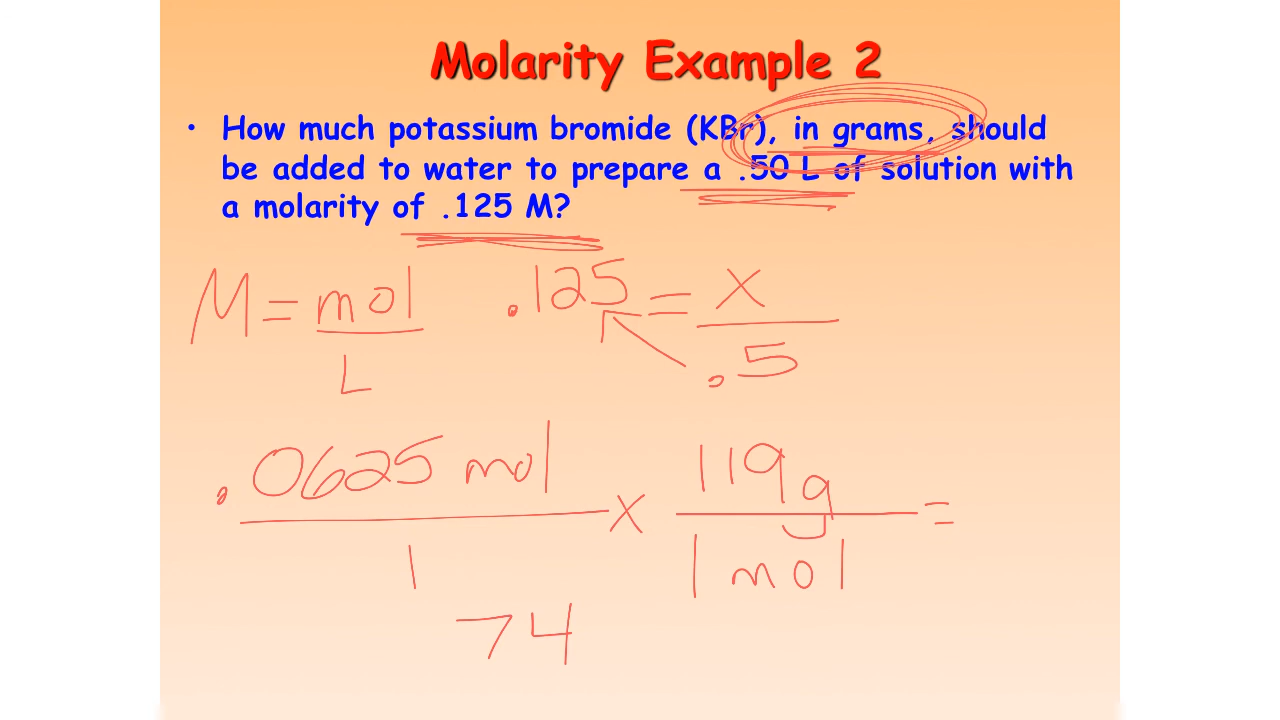 Molarity Example 2
• How much potassium bromide (KBr), in grams, should
be added to water to prepare a .50 L of solution with
a molarity of .125 M?
M = mol
L
.125 = x
.5
.0625 mol
1
x
119g
1 mol
=
74